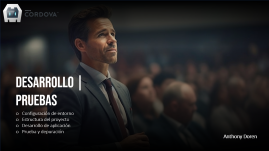 CORDOVA
DESARROLLO |
PRUEBAS
Configuración de entorno
Estructura del proyecto
Desarrollo de aplicación
Prueba y depuración
Anthony Doren